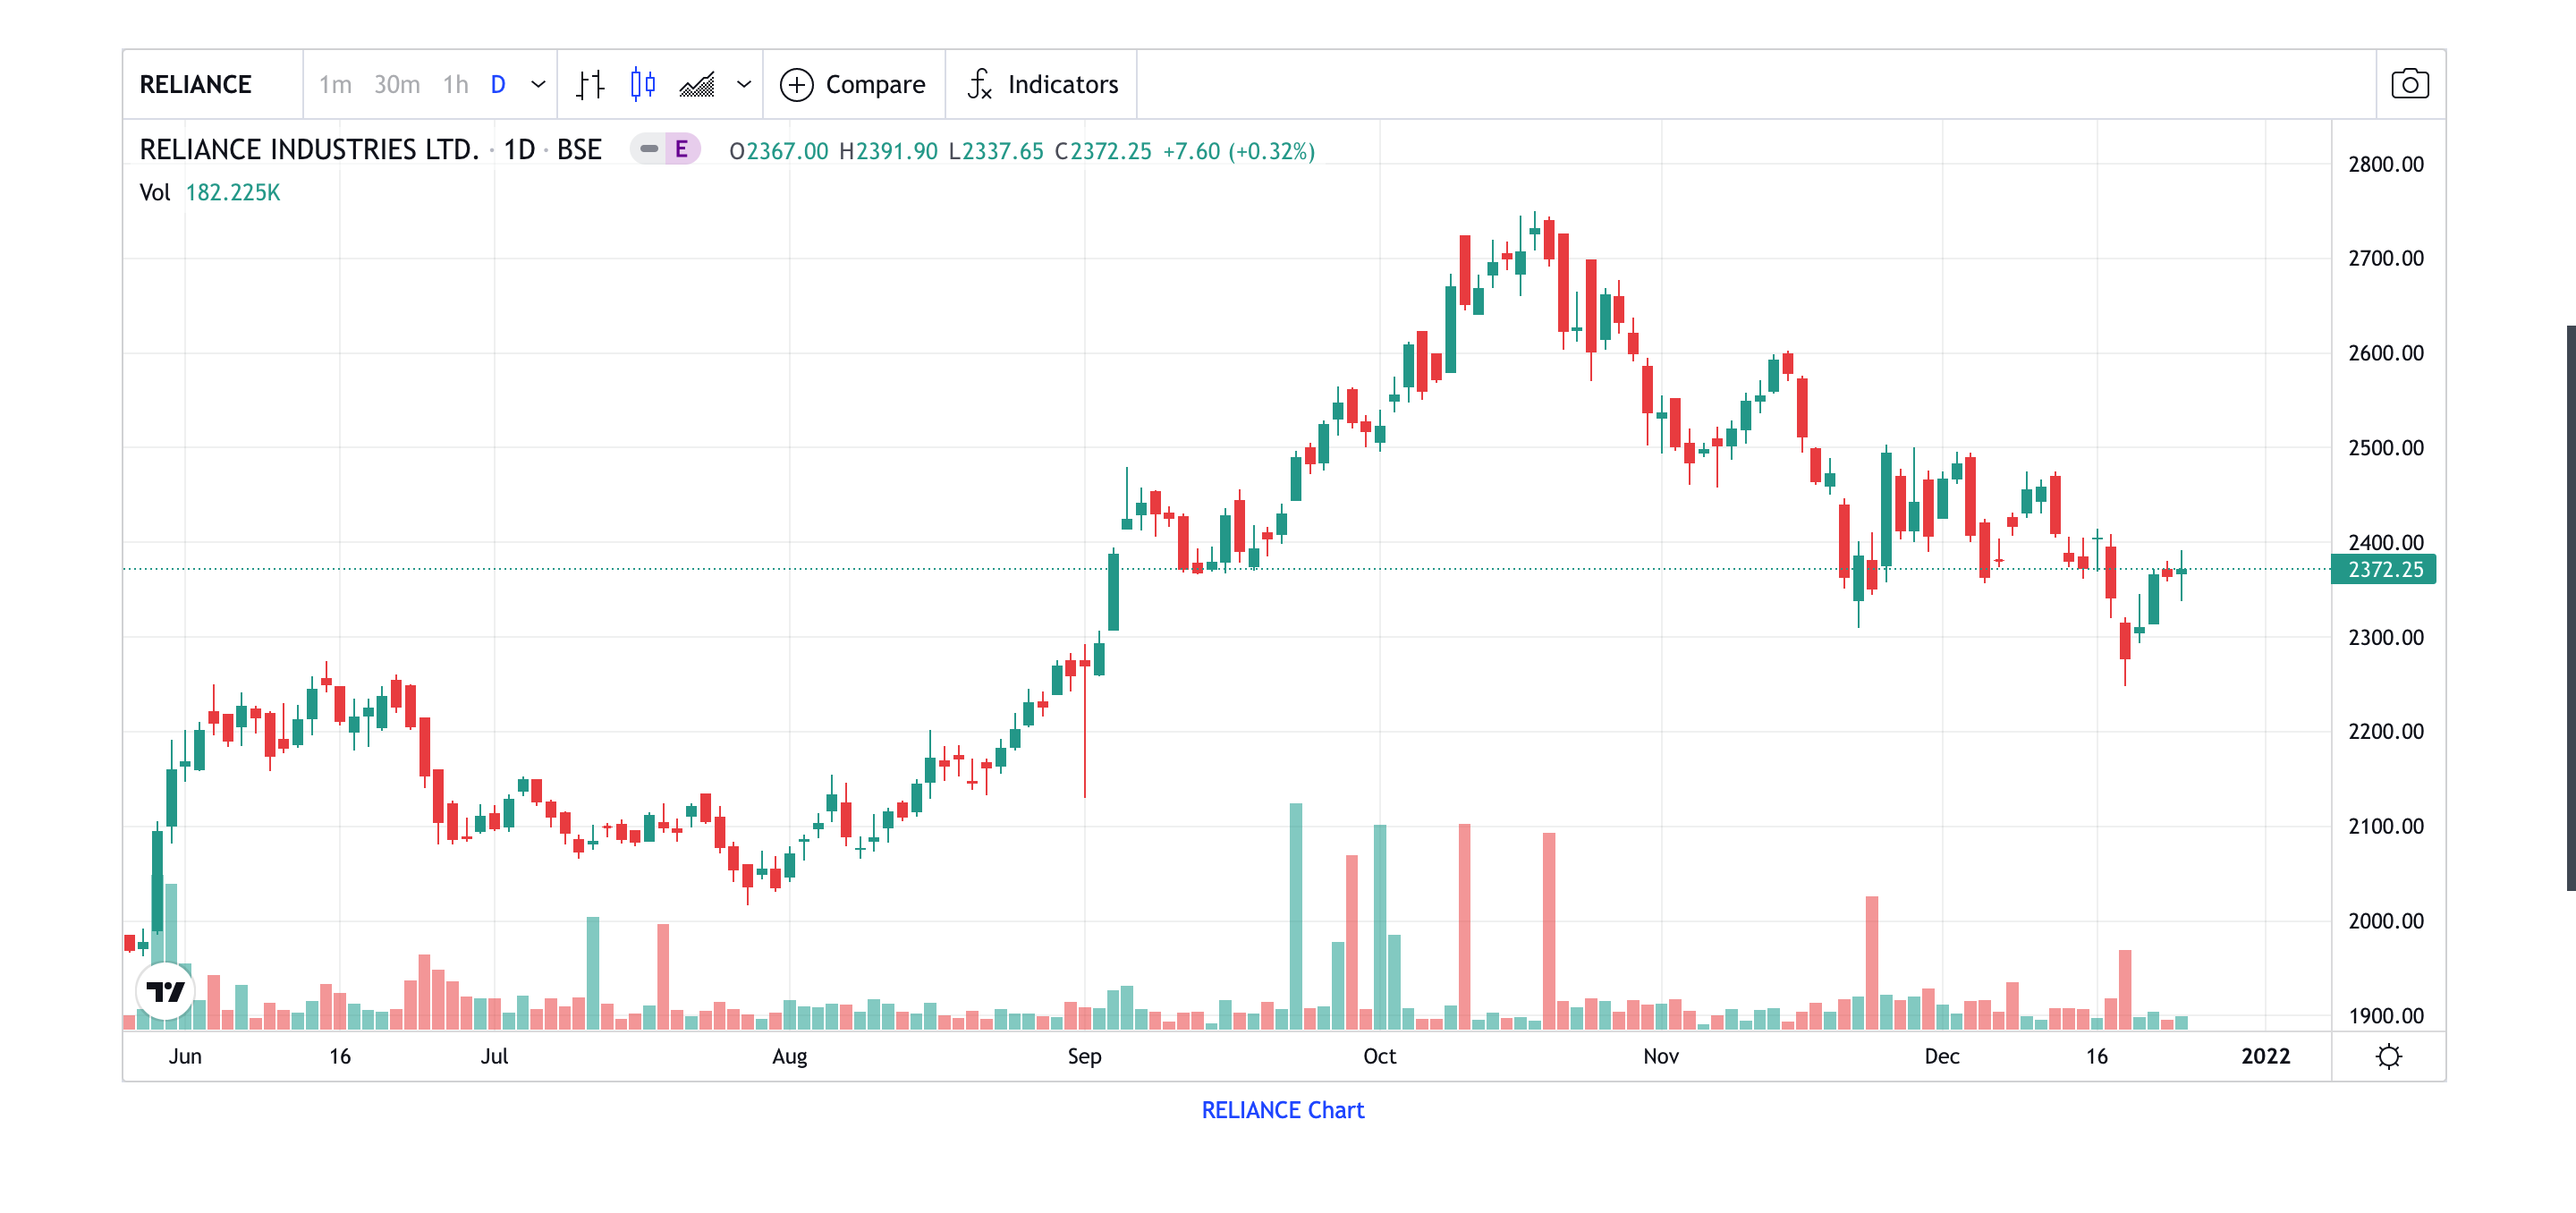 RELIANCE 1m 30m 1h D Compare Indicators
RELIANCE INDUSTRIES LTD. · 1D · BSE E O2367.00 H2391.90 L2337.65 C2372.25 +7.60 (+0.32%)
Vol 182.225K
2800.00
2700.00
2600.00
2500.00
2400.00
2372.25
2300.00
2200.00
2100.00
2000.00
1900.00
Jun 16 Jul Aug Sep Oct Nov Dec 16 2022
RELIANCE Chart